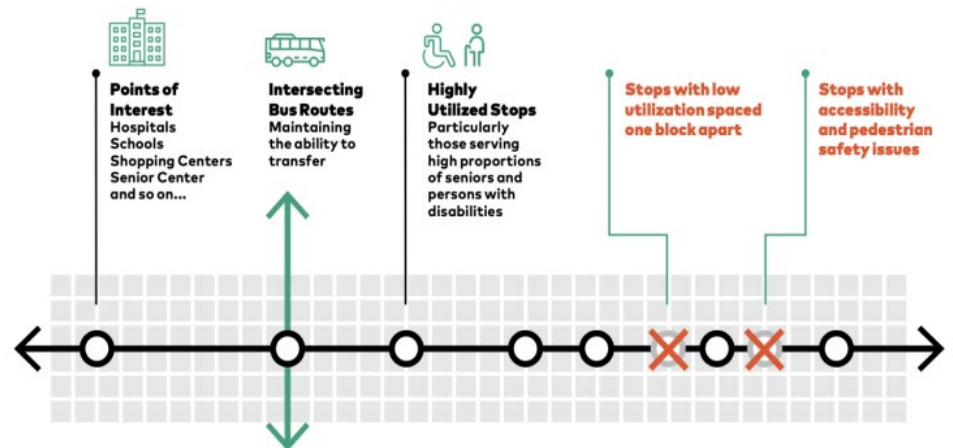 Points of
Interest
Hospitals
Schools
Shopping Centers
Senior Center
and so on...
Intersecting
Bus Routes
Maintaining
the ability to
transfer
Highly
Utilized Stops
Particularly
those serving
high proportions
of seniors and
persons with
disabilities
Stops with low
utilization spaced
one block apart
Stops with
accessibility
and pedestrian
safety issues